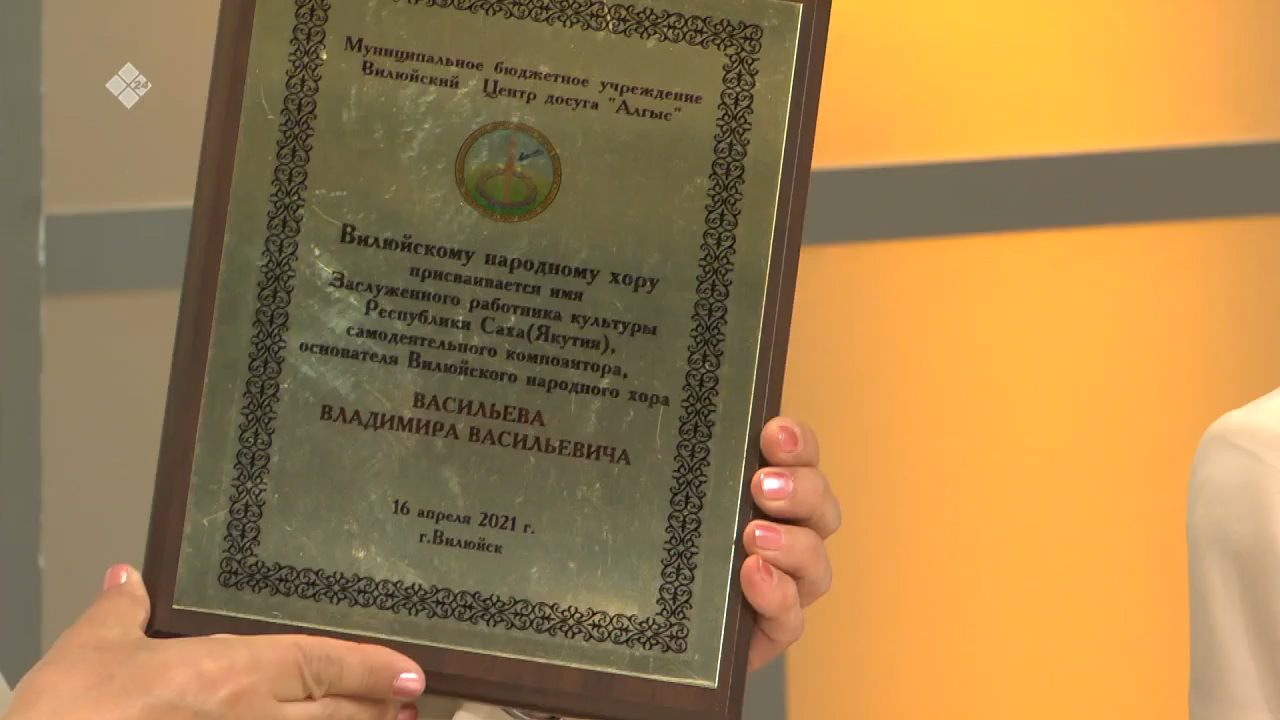 Муниципальное бюджетное учреждение
Вилюйский Центр досуга "Алгыс"
Вилюйскому народному хору
присваивается имя
Заслуженного работника культуры
Республики Саха(Якутия),
самодеятельного композитора,
основателя Вилюйского народного хора
ВАСИЛЬЕВА
ВЛАДИМИРА ВАСИЛЬЕВИЧА
16 апреля 2021 г.
г.Вилюйск
24